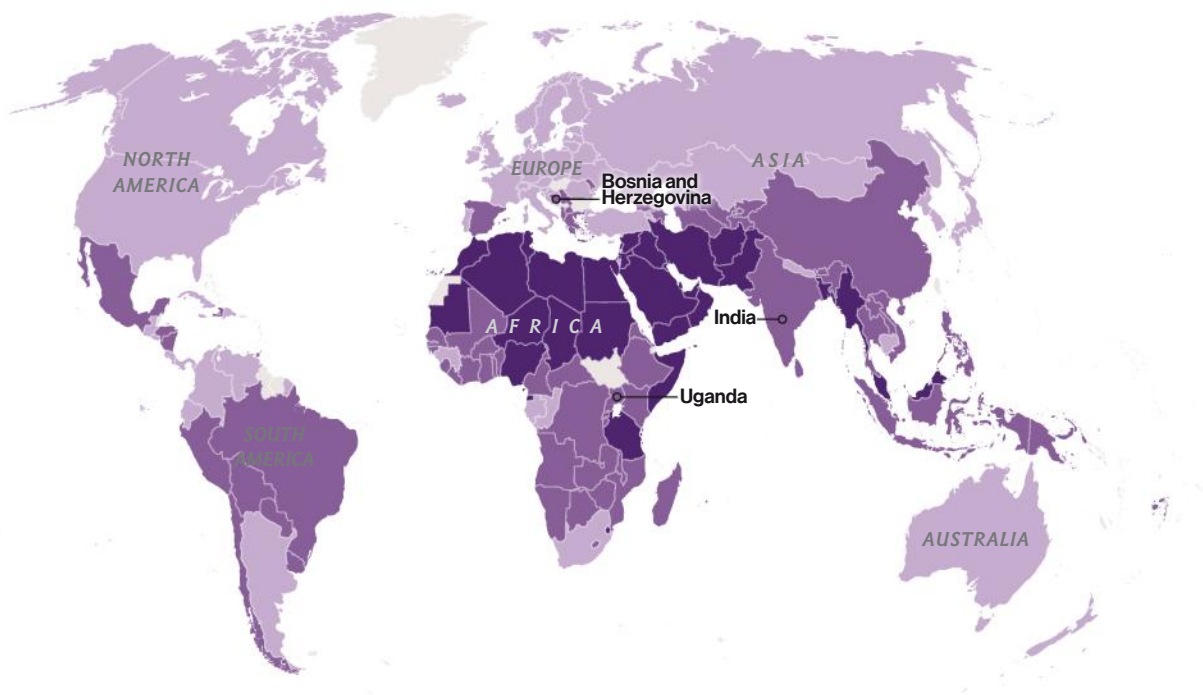 NORTH
AMERICA
EUROPE
ASIA
Bosnia and
Herzegovina
AFRICA
India
Uganda
SOUTH
AMERICA
AUSTRALIA